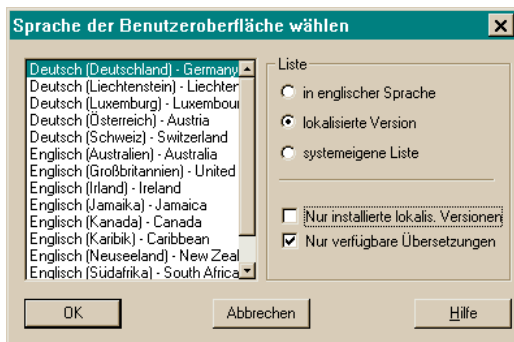 Sprache der Benutzeroberfläche wählen
Deutsch (Deutschland) - Germany
Deutsch (Liechtenstein) - Liechter
Deutsch (Luxemburg) - Luxembour
Deutsch (Österreich) - Austria
Deutsch (Schweiz) - Switzerland
Englisch (Australien) - Australia
Englisch (Großbritannien) - United
Englisch (Irland) - Ireland
Englisch (Jamaika) - Jamaica
Englisch (Kanada) - Canada
Englisch (Karibik) - Caribbean
Englisch (Neuseeland) - New Zeal
Englisch (Südafrika) - South Africa
Liste
in englischer Sprache
lokalisierte Version
systemeigene Liste
Nur installierte lokalis. Versionen
Nur verfügbare Übersetzungen
OK
Abbrechen
Hilfe